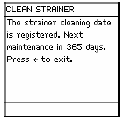 CLEAN STRAINER
The strainer cleaning date
is registered. Next
maintenance in 365 days.
Press ← to exit.